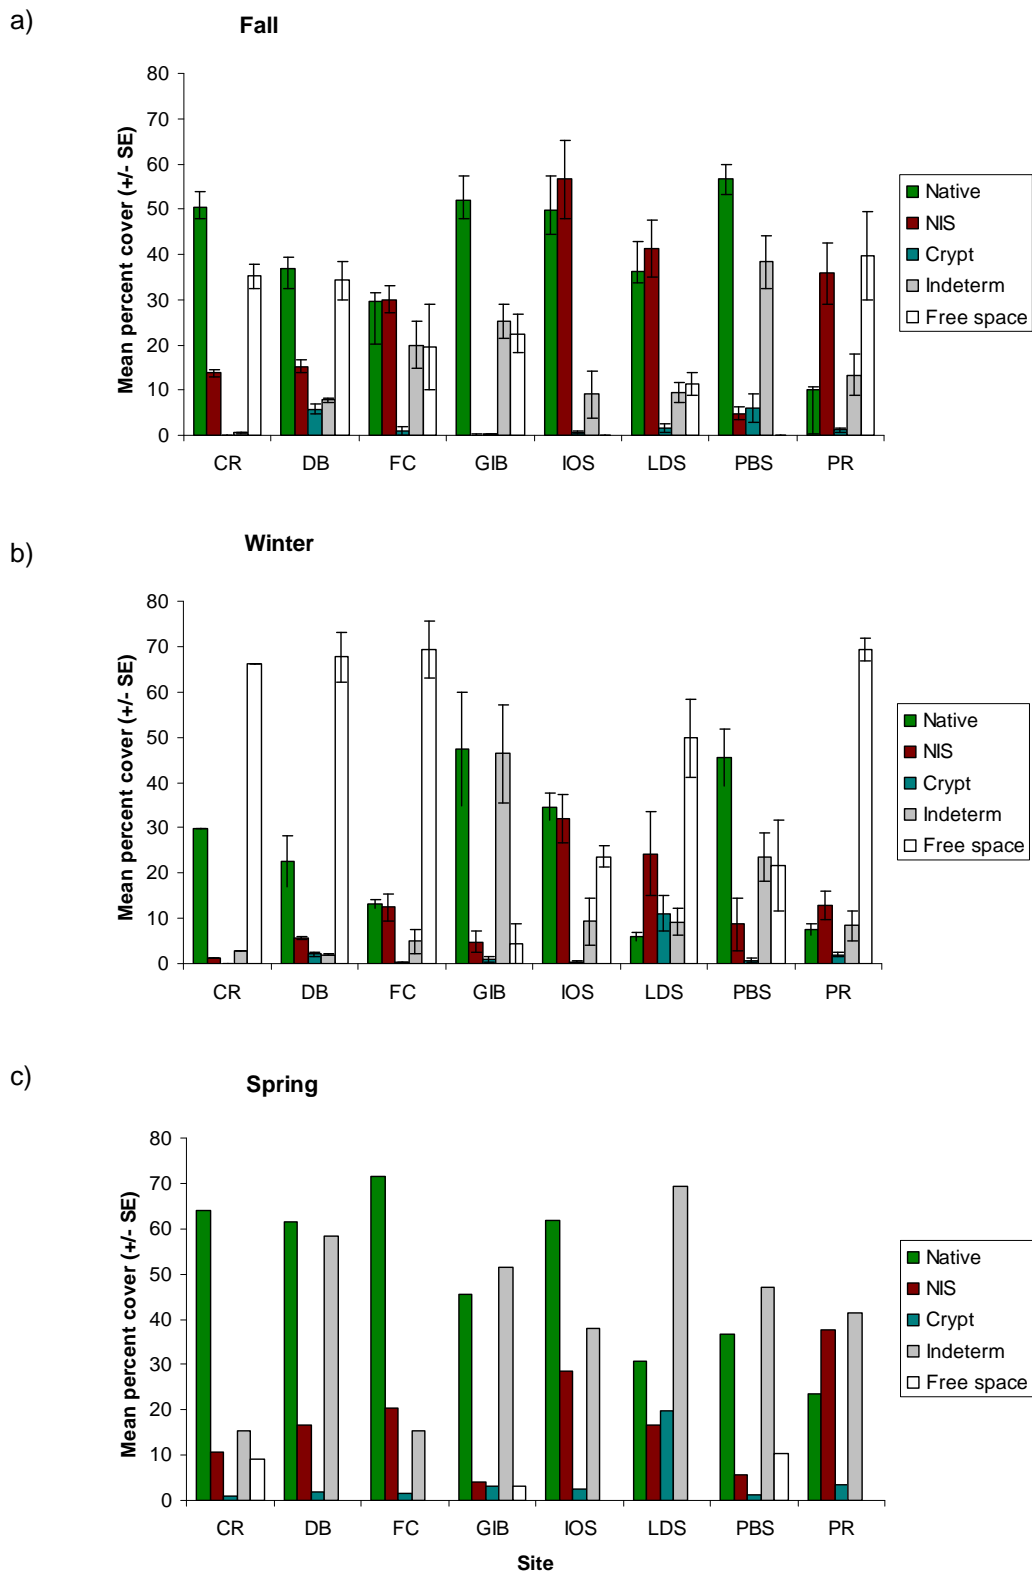 a)
Fall
Mean percent cover (+/- SE)
80
70
60
50
40
30
20
10
0
CR DB FC GIB IOS LDS PBS PR
Native
NIS
Crypt
Indeterm
Free space
b)
Winter
Mean percent cover (+/- SE)
80
70
60
50
40
30
20
10
0
CR DB FC GIB IOS LDS PBS PR
Native
NIS
Crypt
Indeterm
Free space
c)
Spring
Mean percent cover (+/- SE)
80
70
60
50
40
30
20
10
0
CR DB FC GIB IOS LDS PBS PR
Site
Native
NIS
Crypt
Indeterm
Free space